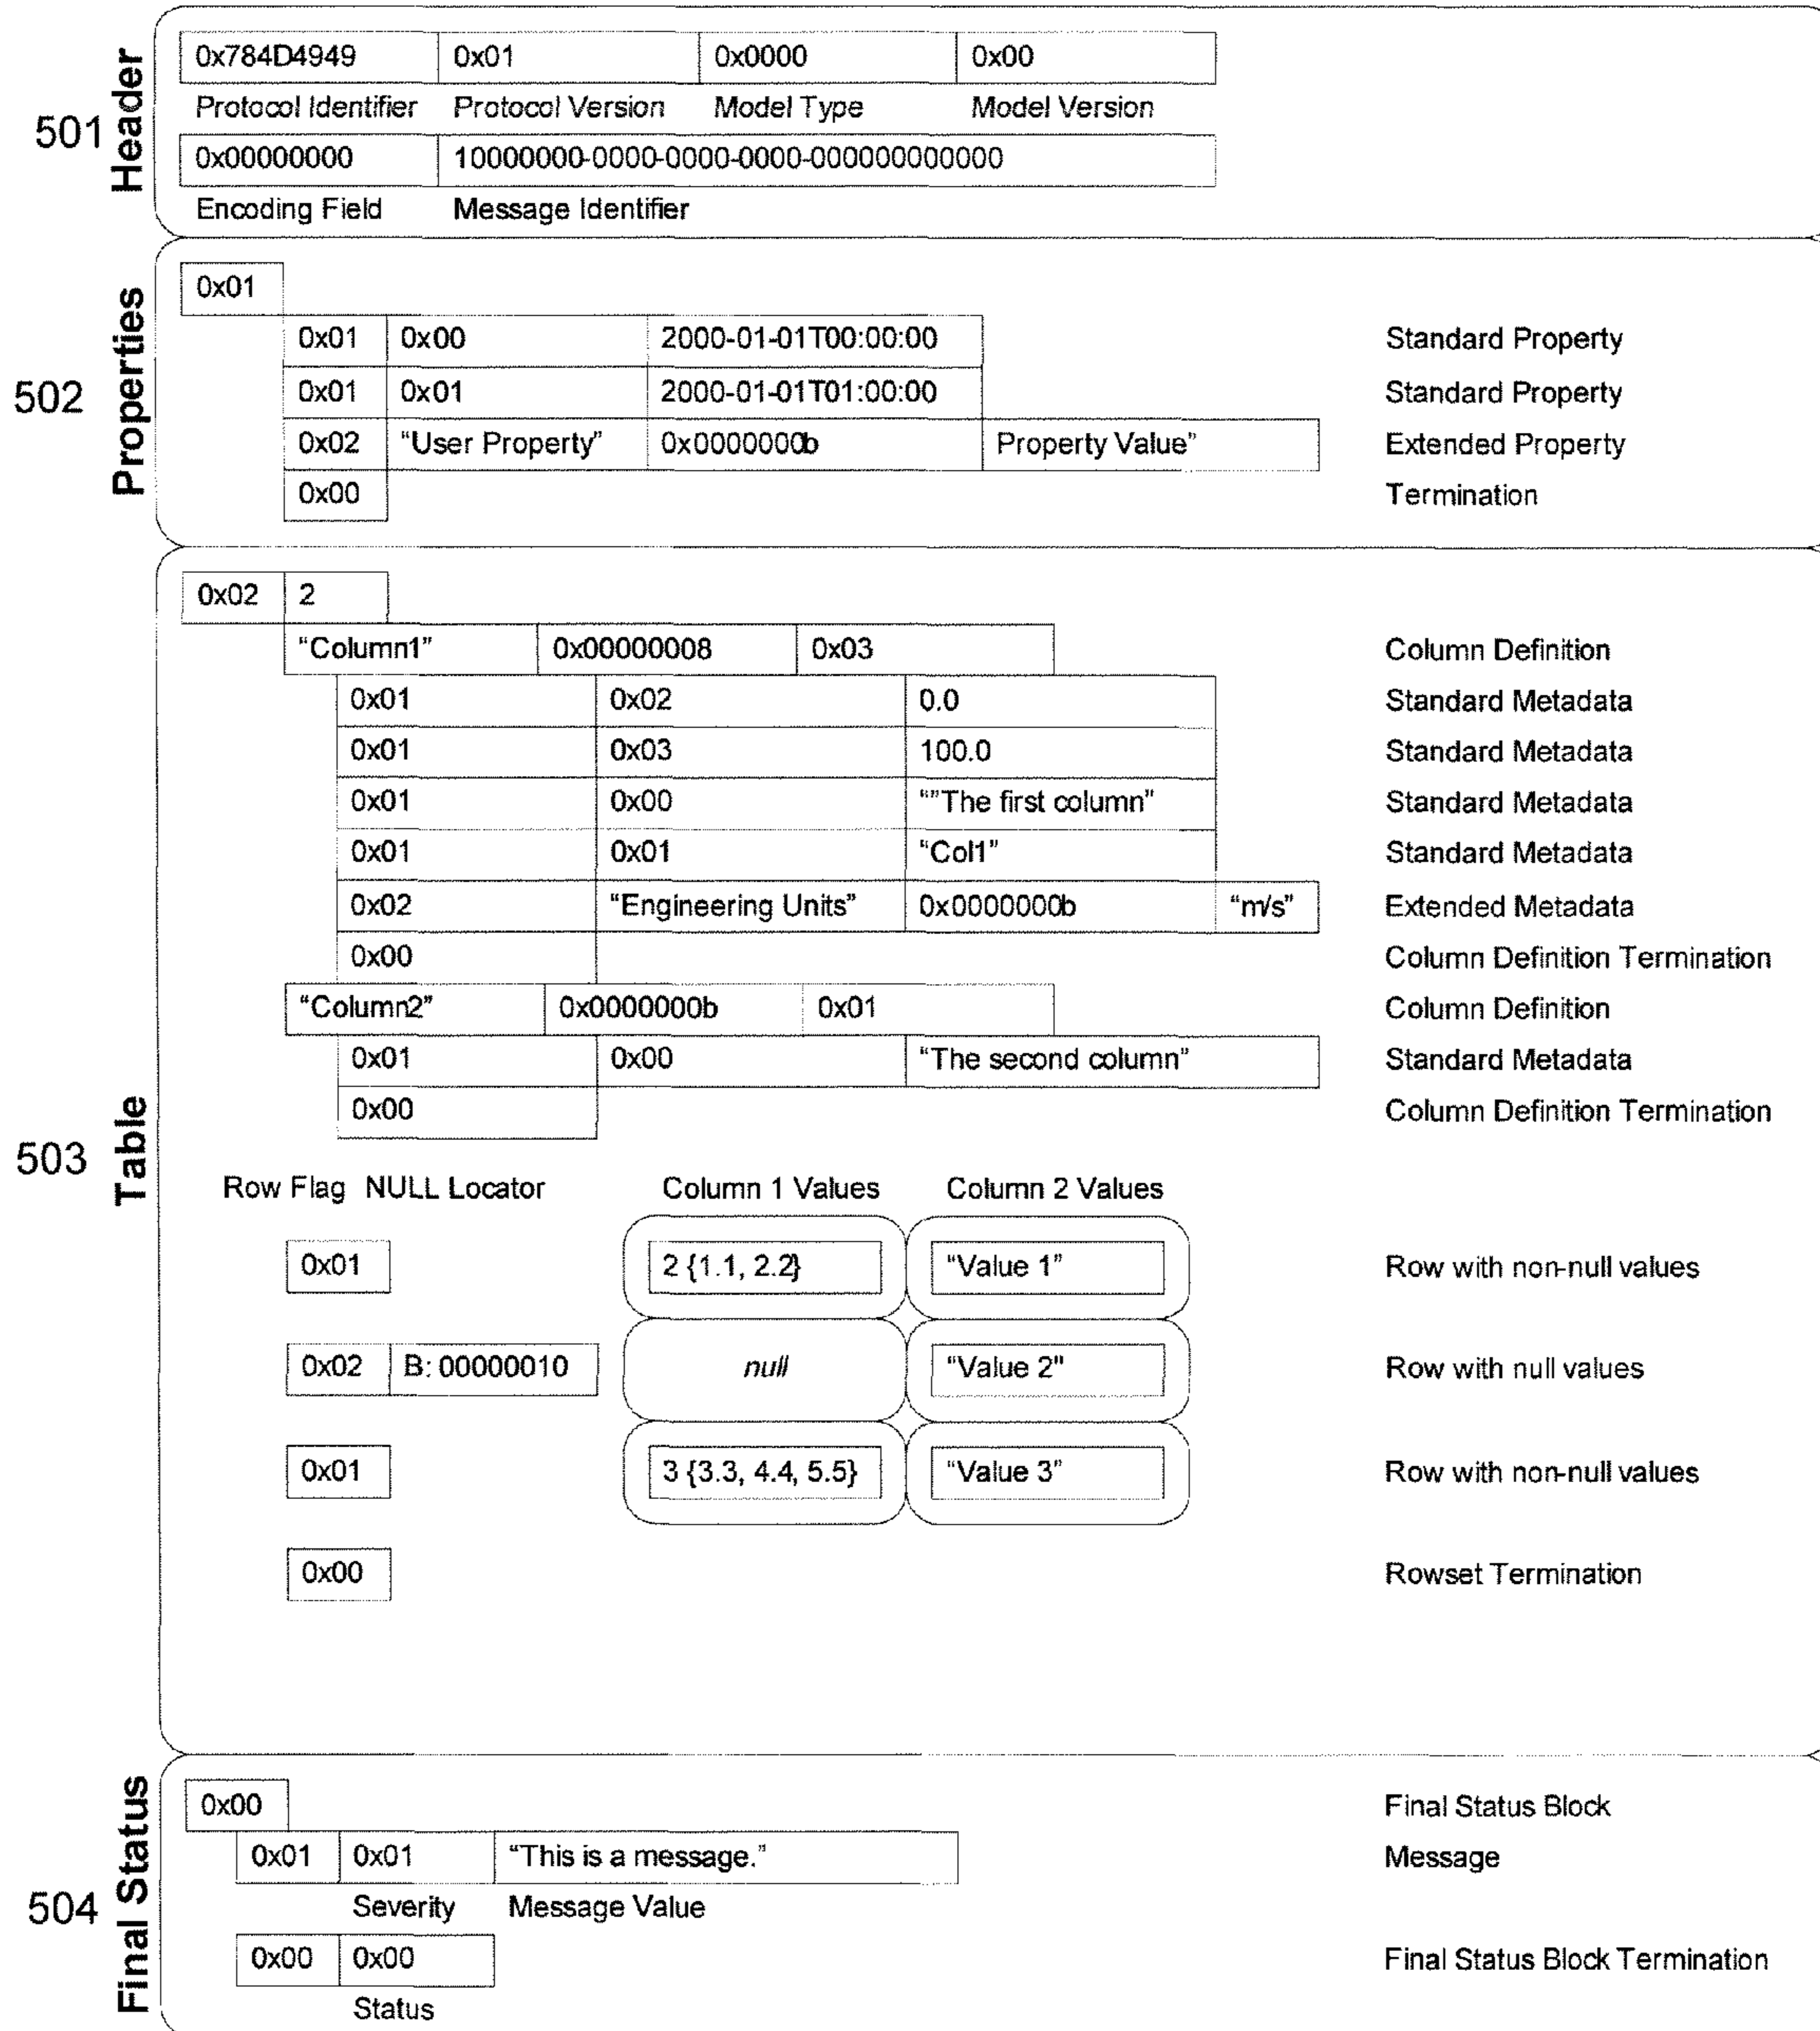 501 Header
0x784D4949 0x01 0x0000 0x00
Protocol Identifier Protocol Version Model Type Model Version
0x00000000 10000000-0000-0000-0000-000000000000
Encoding Field Message Identifier
502 Properties
0x01
0x01 0x00 2000-01-01T00:00:00 Standard Property
0x01 0x01 2000-01-01T01:00:00 Standard Property
0x02 “User Property” 0x0000000b Property Value” Extended Property
0x00 Termination
503 Table
0x02 2
“Column1” 0x00000008 0x03 Column Definition
0x01 0x02 0.0 Standard Metadata
0x01 0x03 100.0 Standard Metadata
0x01 0x00 “”The first column” Standard Metadata
0x01 0x01 “Col1” Standard Metadata
0x02 “Engineering Units” 0x0000000b “m/s” Extended Metadata
0x00 Column Definition Termination
“Column2” 0x0000000b 0x01 Column Definition
0x01 0x00 “The second column” Standard Metadata
0x00 Column Definition Termination
Row Flag NULL Locator Column 1 Values Column 2 Values
0x01 2 {1.1, 2.2} “Value 1” Row with non-null values
0x02 B: 00000010 null “Value 2" Row with null values
0x01 3 {3.3, 4.4, 5.5} “Value 3” Row with non-null values
0x00 Rowset Termination
504 Final Status
0x00 Final Status Block
0x01 0x01 “This is a message.” Message
Severity Message Value
0x00 0x00 Final Status Block Termination
Status